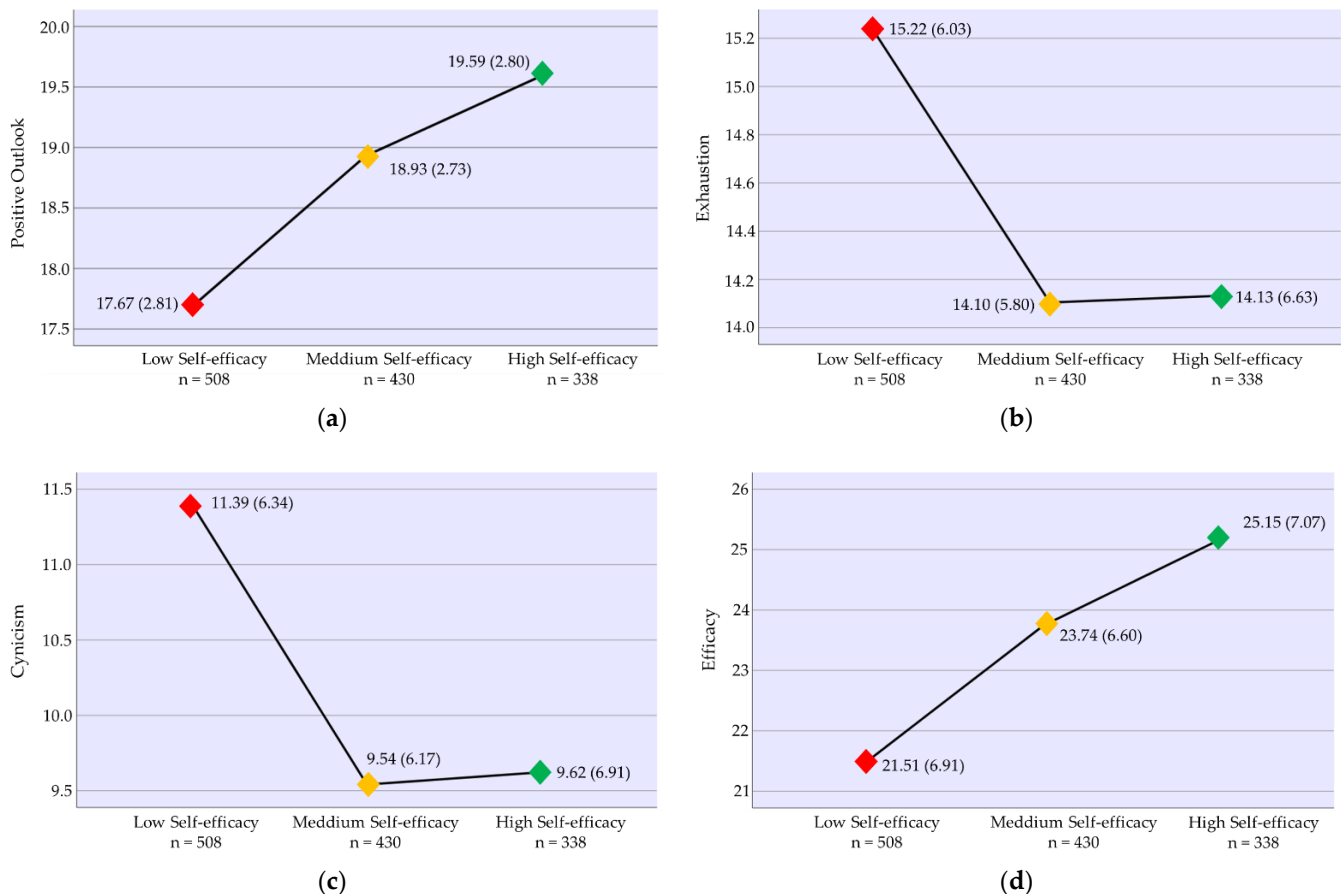 Positive Outlook
20.0
19.5
19.0
18.5
18.0
17.5
19.59 (2.80)
18.93 (2.73)
17.67 (2.81)
Low Self-efficacy
n = 508
Meddium Self-efficacy
n = 430
High Self-efficacy
n = 338
(a)
Exhaustion
15.2
15.0
14.8
14.6
14.4
14.2
14.0
15.22 (6.03)
14.10 (5.80)
14.13 (6.63)
Low Self-efficacy
n = 508
Meddium Self-efficacy
n = 430
High Self-efficacy
n = 338
(b)
Cynicism
11.5
11.0
10.5
10.0
9.5
11.39 (6.34)
9.54 (6.17)
9.62 (6.91)
Low Self-efficacy
n = 508
Meddium Self-efficacy
n = 430
High Self-efficacy
n = 338
(c)
Efficacy
26
25
24
23
22
21
25.15 (7.07)
23.74 (6.60)
21.51 (6.91)
Low Self-efficacy
n = 508
Meddium Self-efficacy
n = 430
High Self-efficacy
n = 338
(d)